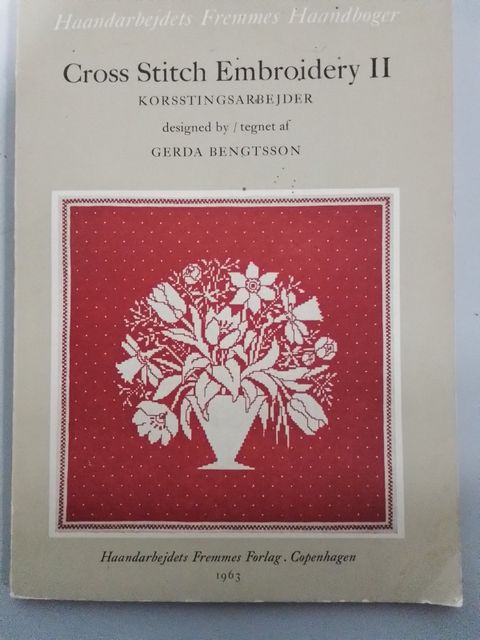 Haandarbejdets Fremmes Haandbøger
Cross Stitch Embroidery II
KORSSTINGSARBEJDER
designed by / tegnet af
GERDA BENGTSSON
Haandarbejdets Fremmes Forlag . Copenhagen
1963